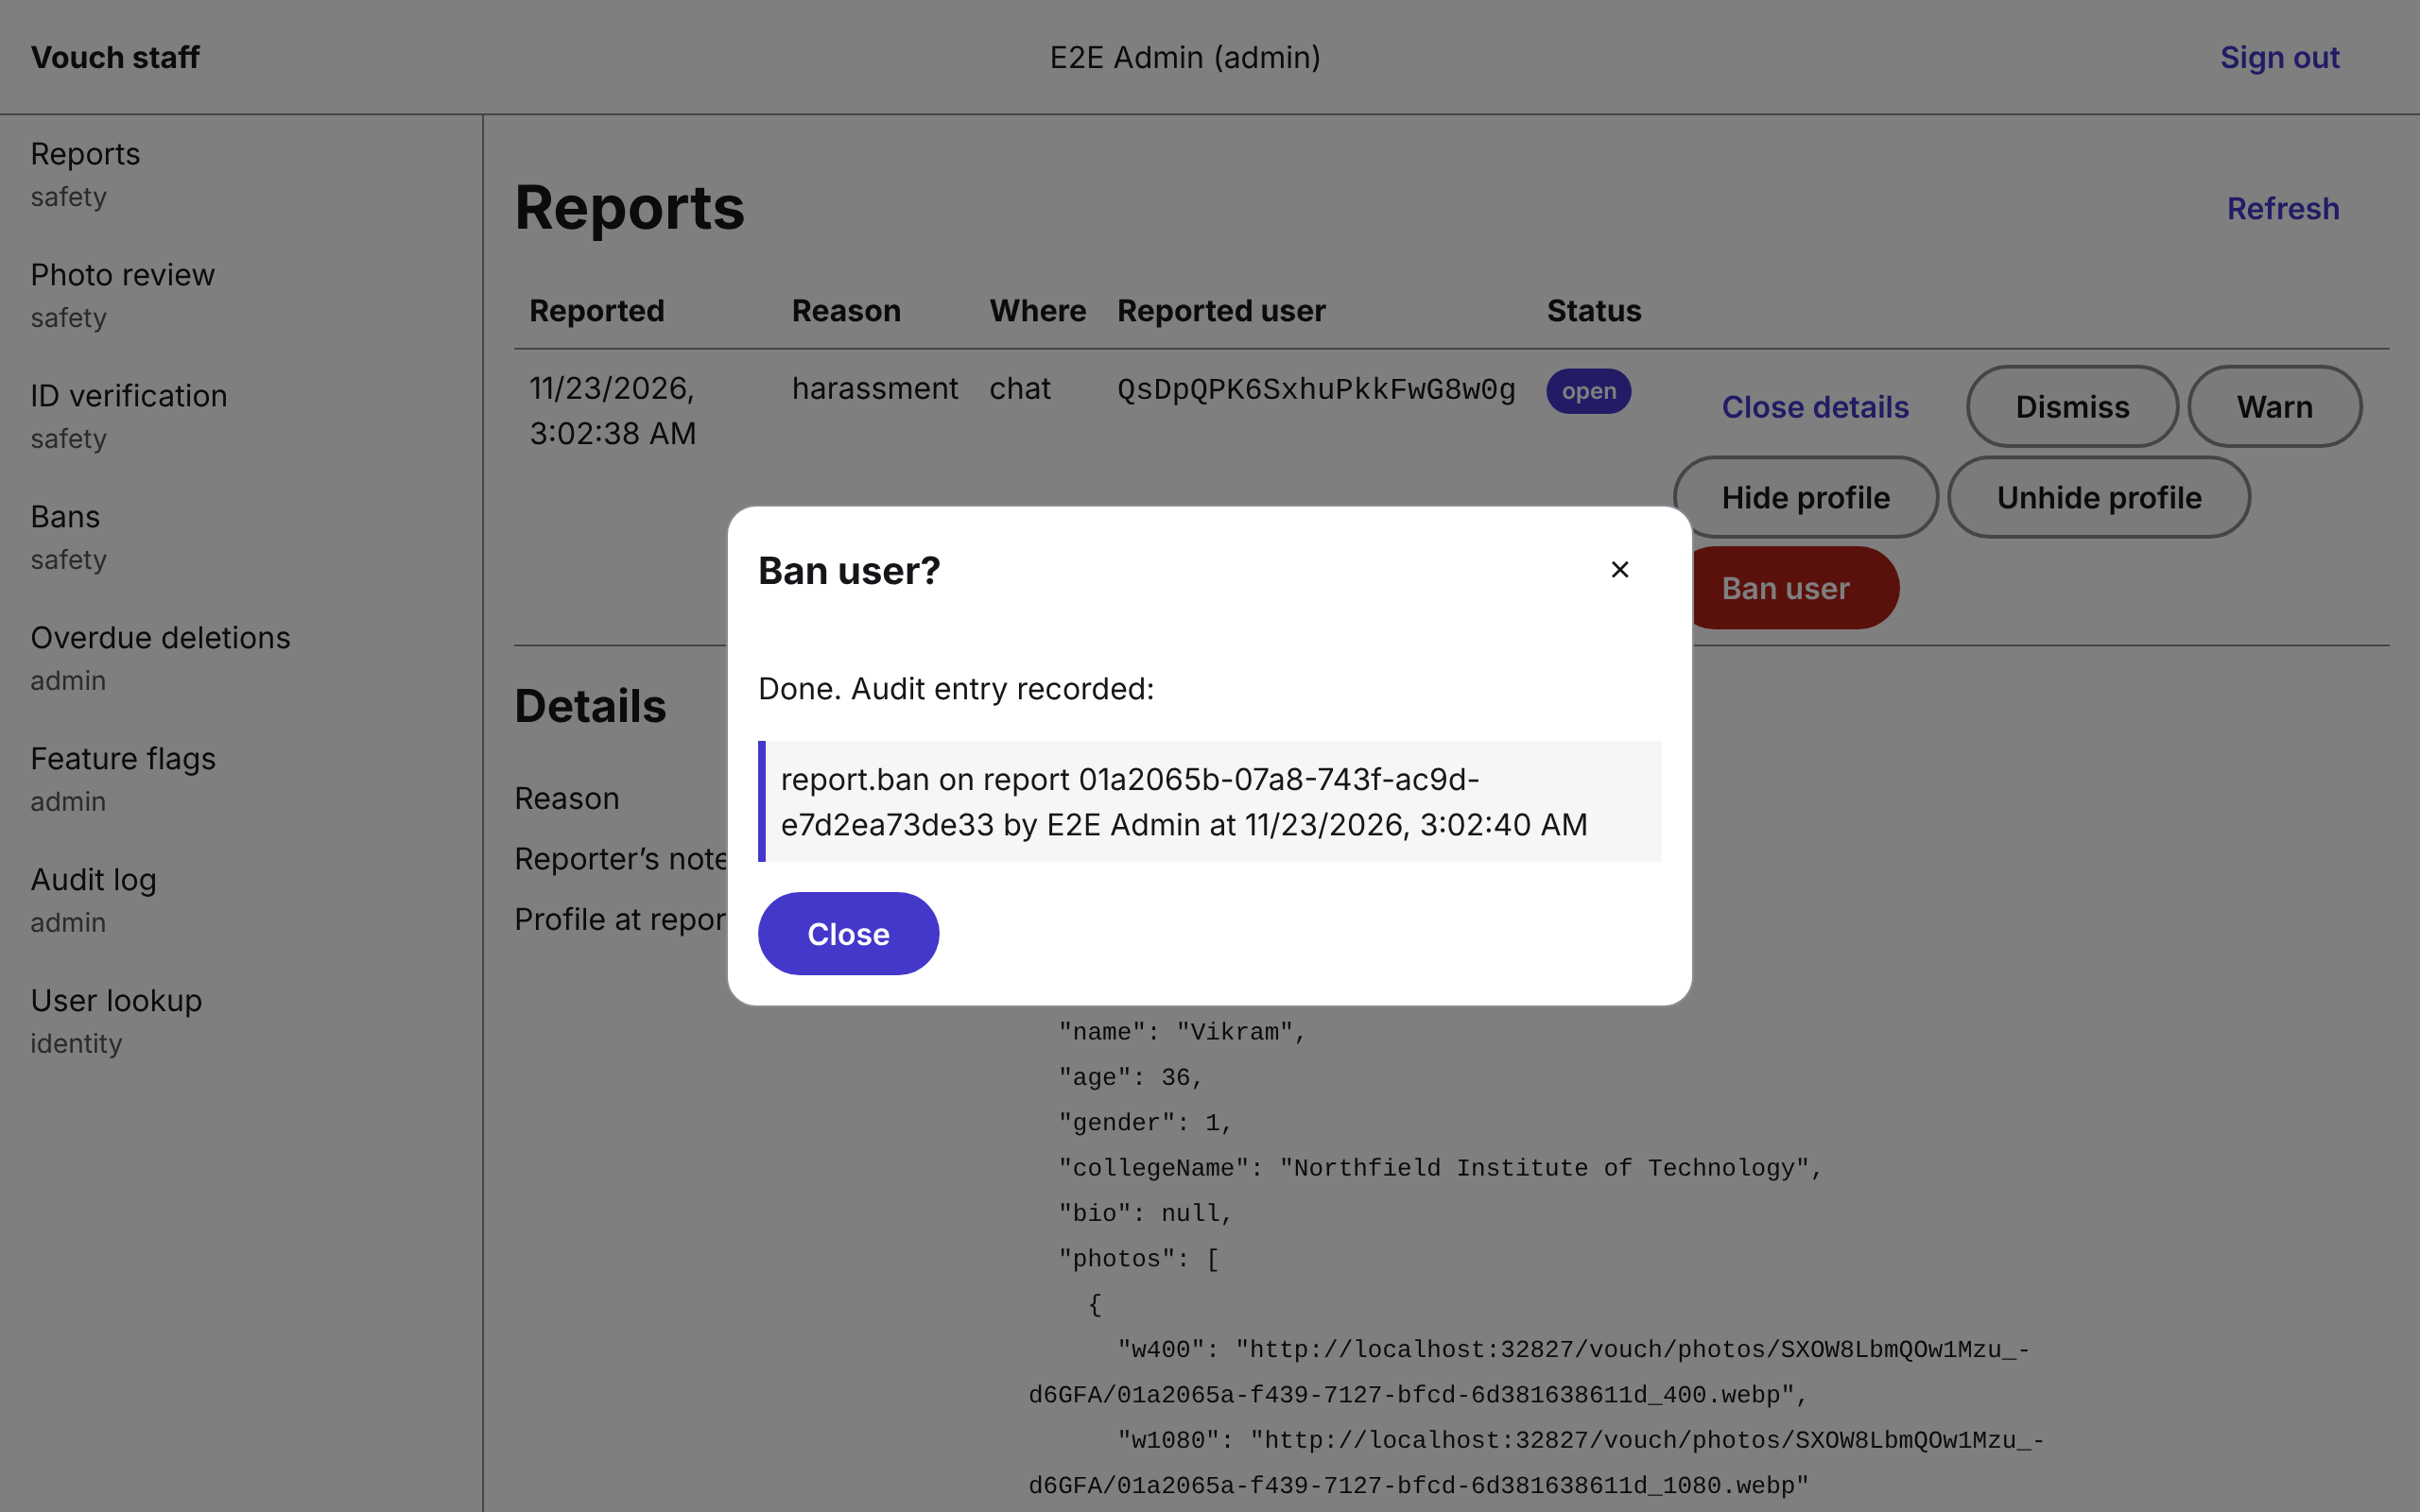 Vouch staff
E2E Admin (admin)
Sign out
Reports
safety
Photo review
safety
ID verification
safety
Bans
safety
Overdue deletions
admin
Feature flags
admin
Audit log
admin
User lookup
identity
Reports
Refresh
Reported Reason Where Reported user Status
11/23/2026,
3:02:38 AM
harassment
chat
QsDpQPK6SxhuPkkFwG8w0g
open
Close details
Dismiss
Warn
Hide profile
Unhide profile
Ban user
Ban user?
×
Done. Audit entry recorded:
report.ban on report 01a2065b-07a8-743f-ac9d-
e7d2ea73de33 by E2E Admin at 11/23/2026, 3:02:40 AM
Close
Details
Reason
Reporter’s note
Profile at repor
"name": "Vikram",
"age": 36,
"gender": 1,
"collegeName": "Northfield Institute of Technology",
"bio": null,
"photos": [
{
"w400": "http://localhost:32827/vouch/photos/SXOW8LbmQOw1Mzu_-
d6GFA/01a2065a-f439-7127-bfcd-6d381638611d_400.webp",
"w1080": "http://localhost:32827/vouch/photos/SXOW8LbmQOw1Mzu_-
d6GFA/01a2065a-f439-7127-bfcd-6d381638611d_1080.webp"